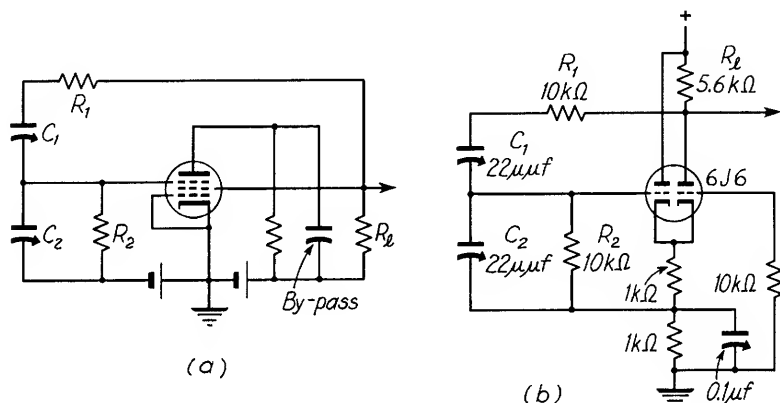 R₁
C₁
C₂
R₂
Rℓ
By-pass
(a)
+
R₁
10kΩ
Rℓ
5.6kΩ
C₁
22μμf
6J6
C₂
22μμf
R₂
10kΩ
1kΩ
10kΩ
1kΩ
0.1μf
(b)